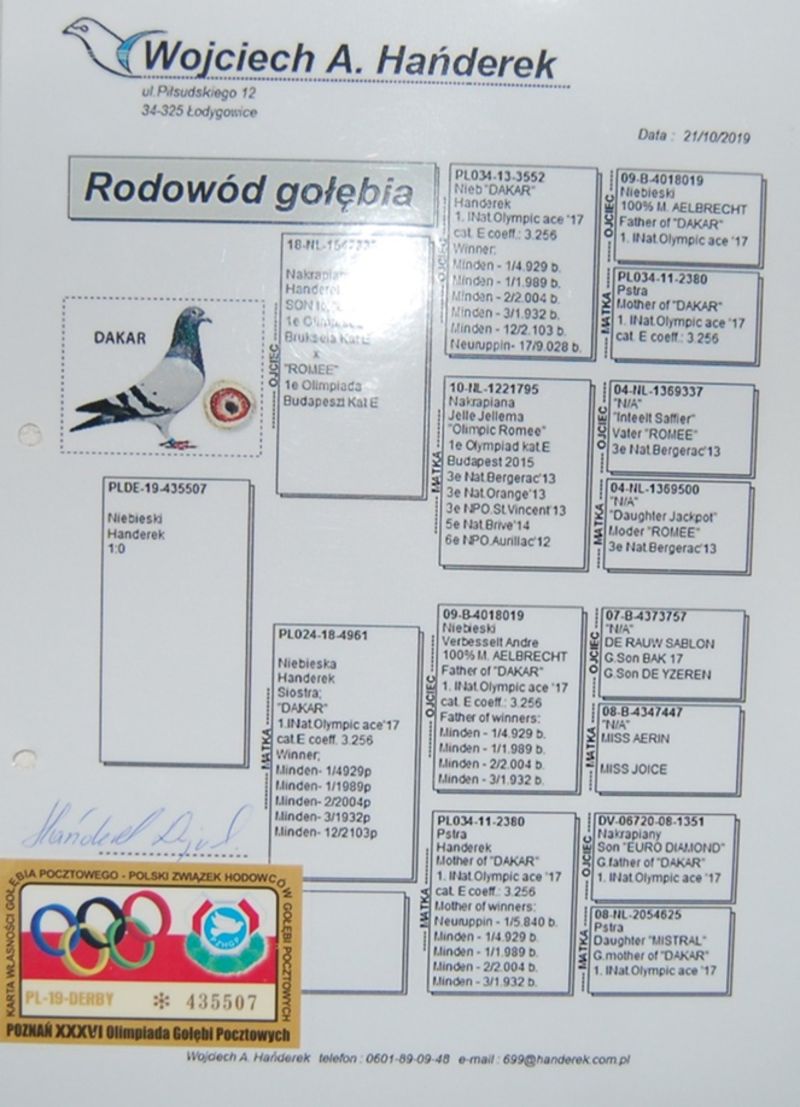 Wojciech A. Hańderek
ul.Piłsudskiego 12
34-325 Łodygowice
Data : 21/10/2019
Rodowód gołębia
DAKAR
PLDE-19-435507
Niebieski
Handerek
1:0
OJCIEC
18-NL-
Nakrapiany
Handerek
SON
1e Olimpiada
Bruksela Kat E
x
"ROMEE"
1e Olimpiada
Budapeszt Kat E
MATKA
PL024-18-4961
Niebieska
Handerek
Siostra;
"DAKAR"
1.INat.Olympic ace'17
cat.E coeff. 3.256
Winner;
Minden- 1/4929p
Minden- 1/1989p
Minden- 2/2004p
Minden- 3/1932p
Minden- 12/2103p
OJCIEC
PL034-13-3552
Nieb "DAKAR"
Handerek
1. INat.Olympic ace '17
cat. E coeff.: 3.256
Winner:
Minden - 1/4.929 b.
Minden - 1/1.989 b.
Minden - 2/2.004 b.
Minden - 3/1.932 b.
Minden - 12/2.103 b.
Neuruppin- 17/9.028 b.
MATKA
10-NL-1221795
Nakrapiana
Jelle Jellema
"Olimpic Romee"
1e Olympiad kat.E
Budapest 2015
3e Nat.Bergerac'13
3e Nat.Orange'13
3e NPO.St.Vincent'13
5e Nat.Brive'14
6e NPO.Aurillac'12
OJCIEC
09-B-4018019
Niebieski
Verbesselt Andre
100% M. AELBRECHT
Father of "DAKAR"
1. INat.Olympic ace '17
cat. E coeff.: 3.256
Father of winners:
Minden - 1/4.929 b.
Minden - 1/1.989 b.
Minden - 2/2.004 b.
Minden - 3/1.932 b.
MATKA
PL034-11-2380
Pstra
Handerek
Mother of "DAKAR"
1. INat.Olympic ace '17
cat. E coeff.: 3.256
Mother of winners:
Neuruppin - 1/5.840 b.
Minden - 1/4.929 b.
Minden - 1/1.989 b.
Minden - 2/2.004 b.
Minden - 3/1.932 b.
OJCIEC
09-B-4018019
Niebieski
100% M. AELBRECHT
Father of "DAKAR"
1. INat.Olympic ace '17
MATKA
PL034-11-2380
Pstra
Mother of "DAKAR"
1. INat.Olympic ace '17
cat. E coeff.: 3.256
OJCIEC
04-NL-1369337
"N/A"
"Inteelt Saffier"
Vater "ROMEE"
3e Nat.Bergerac'13
MATKA
04-NL-1369500
"N/A"
"Daughter Jackpot"
Moder "ROMEE"
3e Nat.Bergerac'13
OJCIEC
07-B-4373757
"N/A"
DE RAUW SABLON
G.Son BAK 17
G.Son DE YZEREN
MATKA
08-B-4347447
"N/A"
MISS AERIN
MISS JOICE
OJCIEC
DV-06720-08-1351
Nakrapiany
Son "EURO DIAMOND"
G.father of "DAKAR"
1. INat.Olympic ace '17
MATKA
08-NL-2054625
Pstra
Daughter "MISTRAL"
G.mother of "DAKAR"
1. INat.Olympic ace '17
KARTA WŁASNOŚCI GOŁĘBIA POCZTOWEGO - POLSKI ZWIĄZEK HODOWCÓW GOŁĘBI POCZTOWYCH
PZHGP
PL-19-DERBY * 435507
POZNAŃ XXXVI Olimpiada Gołębi Pocztowych
Wojciech A. Hańderek telefon : 0601-89-09-48 e-mail : 699@handerek.com.pl